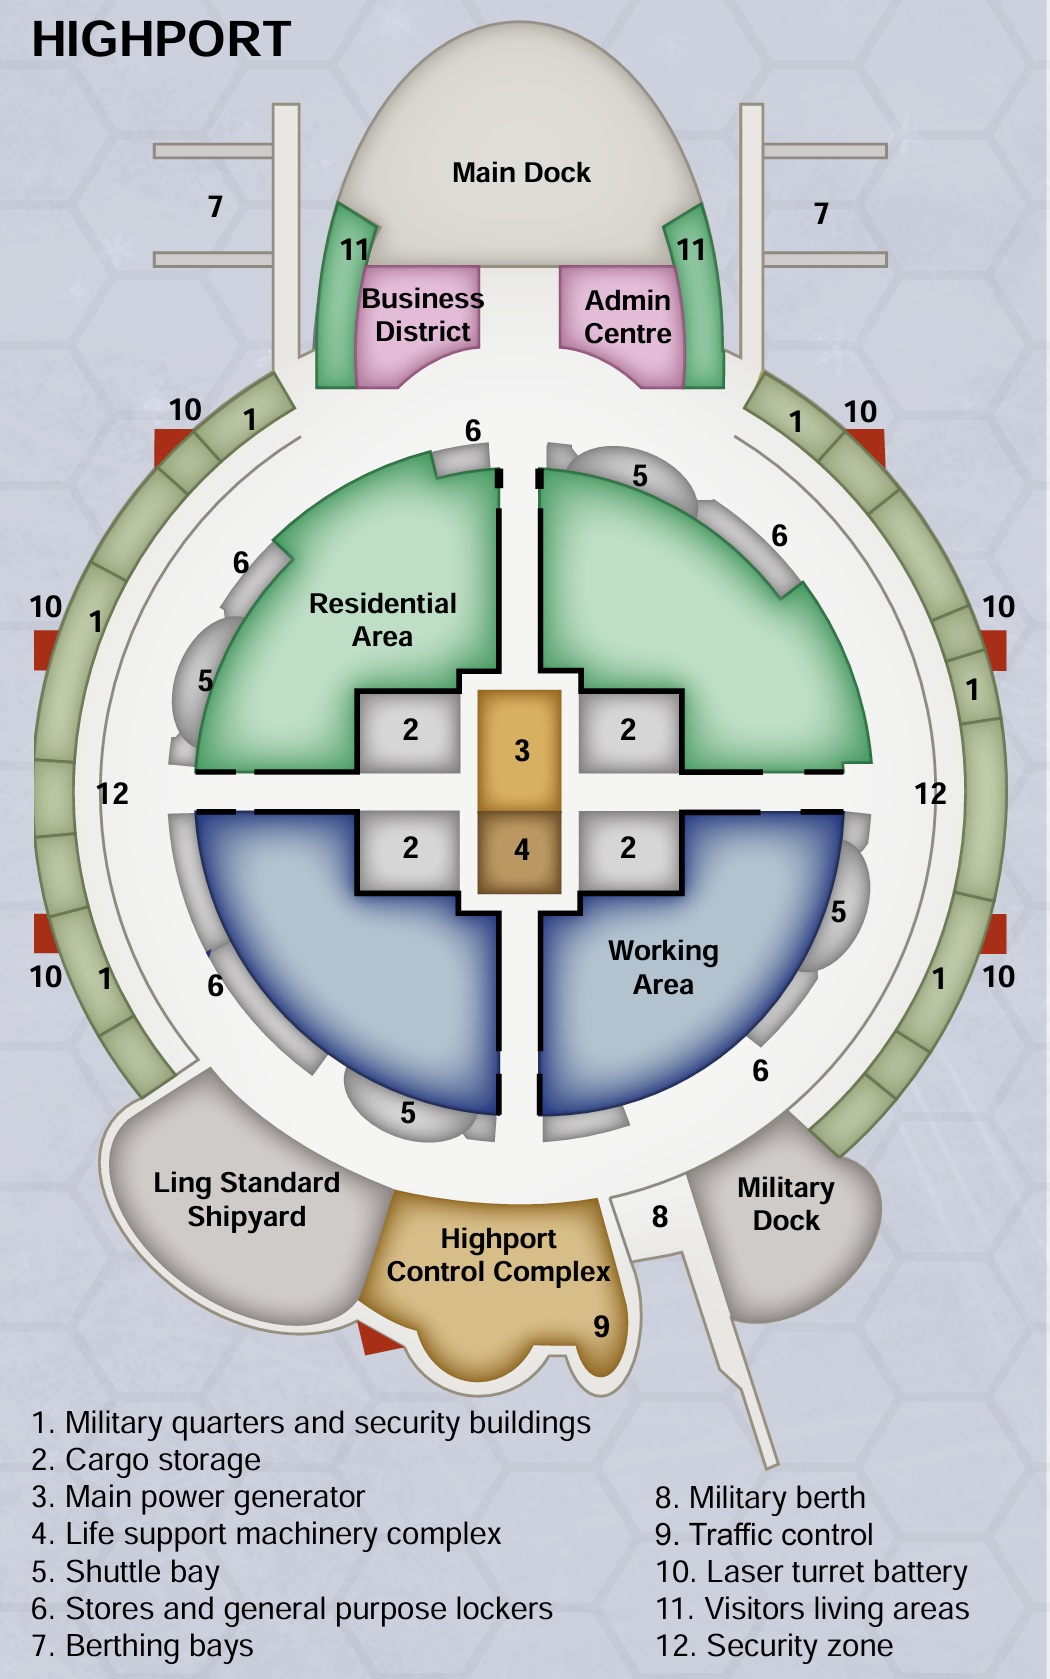 HIGHPORT
Main Dock
7
7
11
11
Business
District
Admin
Centre
10
1
1
10
6
5
6
6
10
1
Residential
Area
10
1
5
2
3
2
12
12
2
4
2
5
Working
Area
10
1
6
1
10
6
5
Ling Standard
Shipyard
Highport
Control Complex
9
8
Military
Dock
1. Military quarters and security buildings
2. Cargo storage
3. Main power generator
4. Life support machinery complex
5. Shuttle bay
6. Stores and general purpose lockers
7. Berthing bays
8. Military berth
9. Traffic control
10. Laser turret battery
11. Visitors living areas
12. Security zone